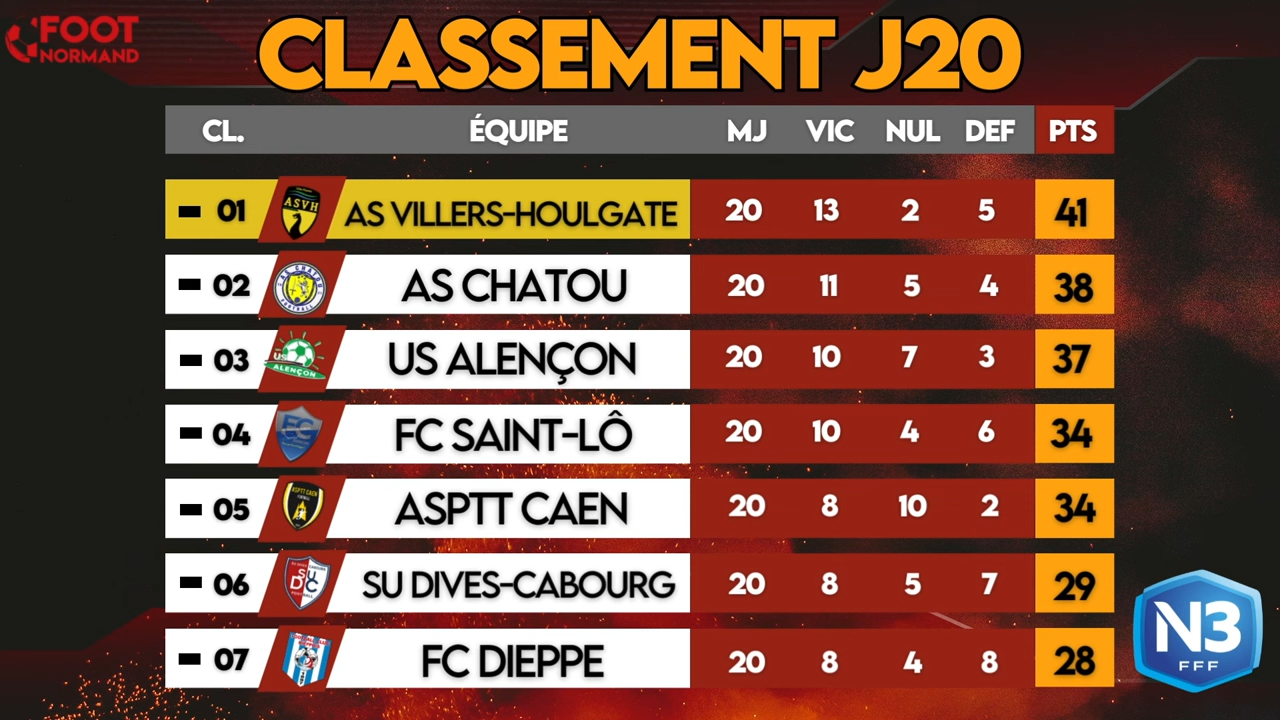 FOOT
NORMAND
CLASSEMENT J20
CL. ÉQUIPE MJ VIC NUL DEF PTS
- 01 ASVH AS VILLERS-HOULGATE 20 13 2 5 41
- 02 AS CHATOU 20 11 5 4 38
- 03 US ALENÇON US ALENÇON 20 10 7 3 37
- 04 FC FC SAINT-LÔ 20 10 4 6 34
- 05 ASPTT CAEN ASPTT CAEN 20 8 10 2 34
- 06 SUDC SU DIVES-CABOURG 20 8 5 7 29
- 07 FC DIEPPE 20 8 4 8 28
N3
FFF